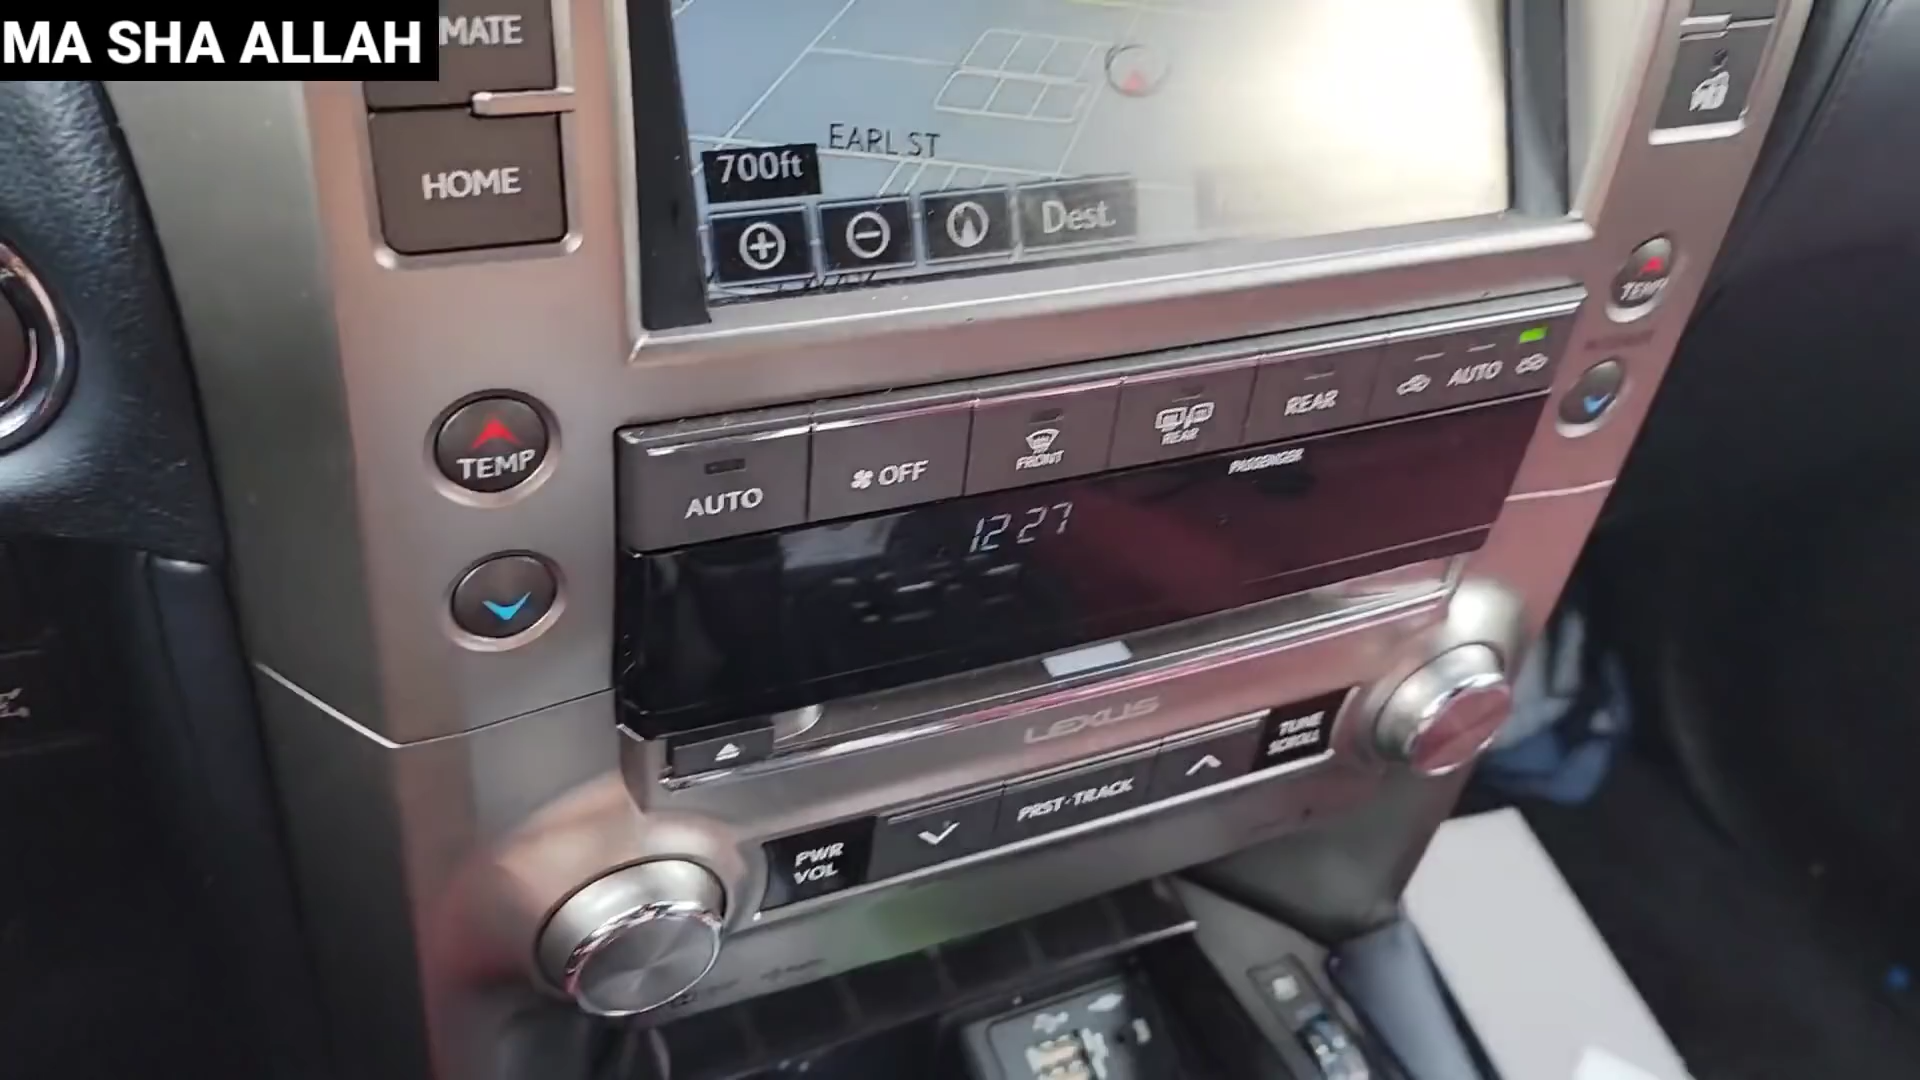 MA SHA ALLAH
MATE
HOME
EARL ST
700ft
Dest.
TEMP
TEMP
AUTO
OFF
FRONT
REAR
REAR
AUTO
PASSENGER
12 27
LEXUS
TUNE
SCROLL
PRST·TRACK
PWR
VOL